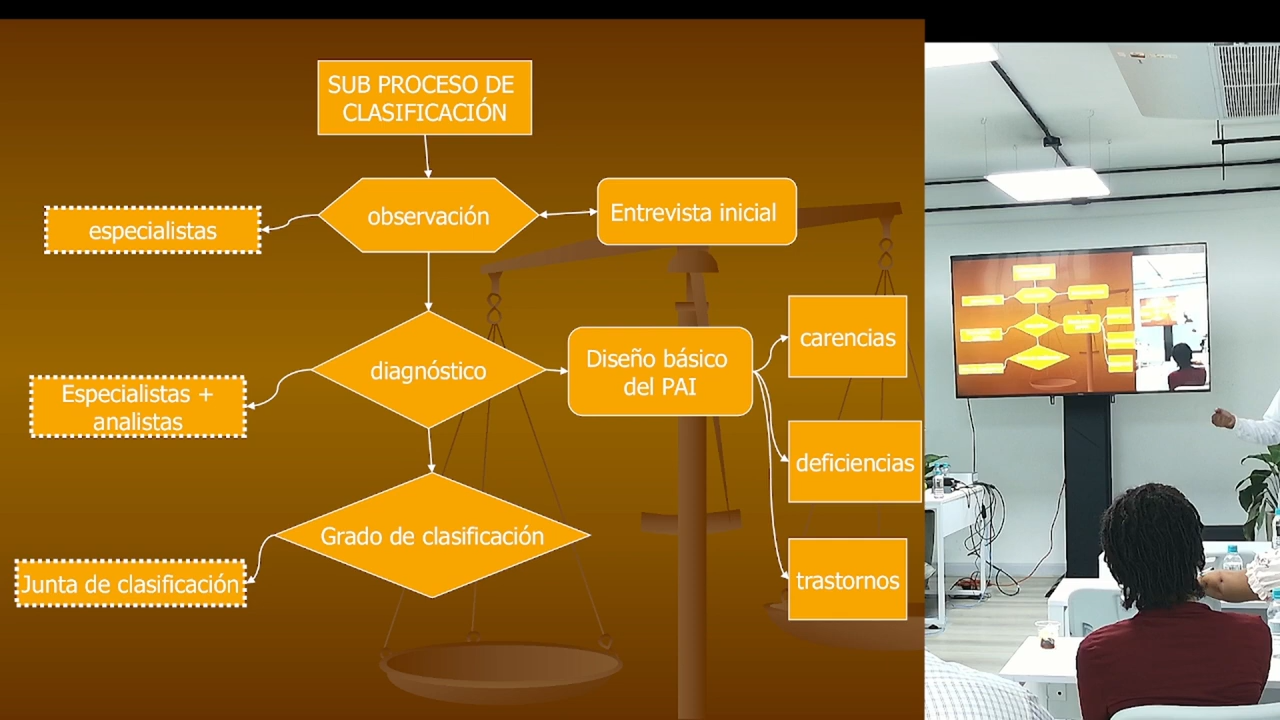 SUB PROCESO DE
CLASIFICACIÓN
observación
Entrevista inicial
especialistas
carencias
Diseño básico
del PAI
diagnóstico
Especialistas +
analistas
deficiencias
Grado de clasificación
trastornos
Junta de clasificación